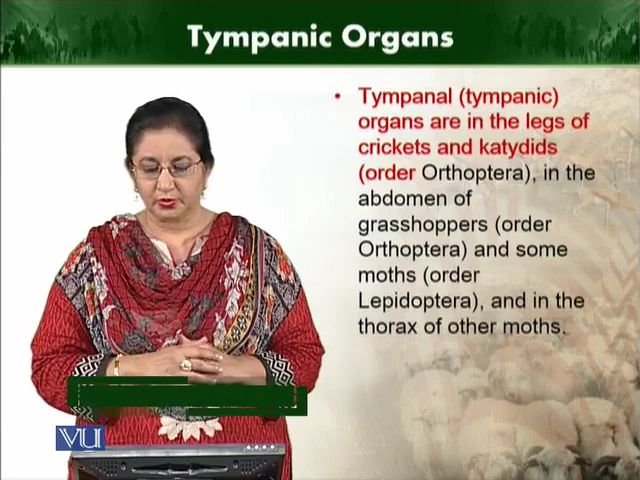 Tympanic Organs
• Tympanal (tympanic)
organs are in the legs of
crickets and katydids
(order Orthoptera), in the
abdomen of
grasshoppers (order
Orthoptera) and some
moths (order
Lepidoptera), and in the
thorax of other moths.
VU